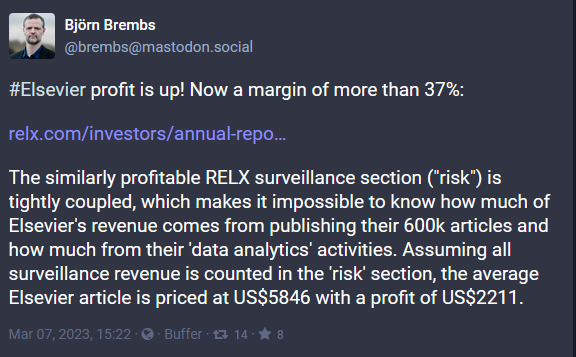 Björn Brembs
@brembs@mastodon.social
#Elsevier profit is up! Now a margin of more than 37%:
relx.com/investors/annual-repo…
The similarly profitable RELX surveillance section ("risk") is
tightly coupled, which makes it impossible to know how much of
Elsevier's revenue comes from publishing their 600k articles and
how much from their 'data analytics' activities. Assuming all
surveillance revenue is counted in the 'risk' section, the average
Elsevier article is priced at US$5846 with a profit of US$2211.
Mar 07, 2023, 15:22 · · Buffer · 14 · 8